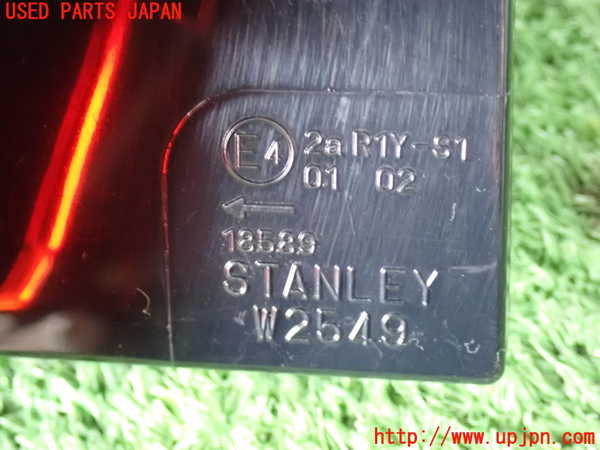 USED PARTS JAPAN
E4 2a R1Y-S1
01 02
←
18589
STANLEY
W2549
http://www.upjpn.com/